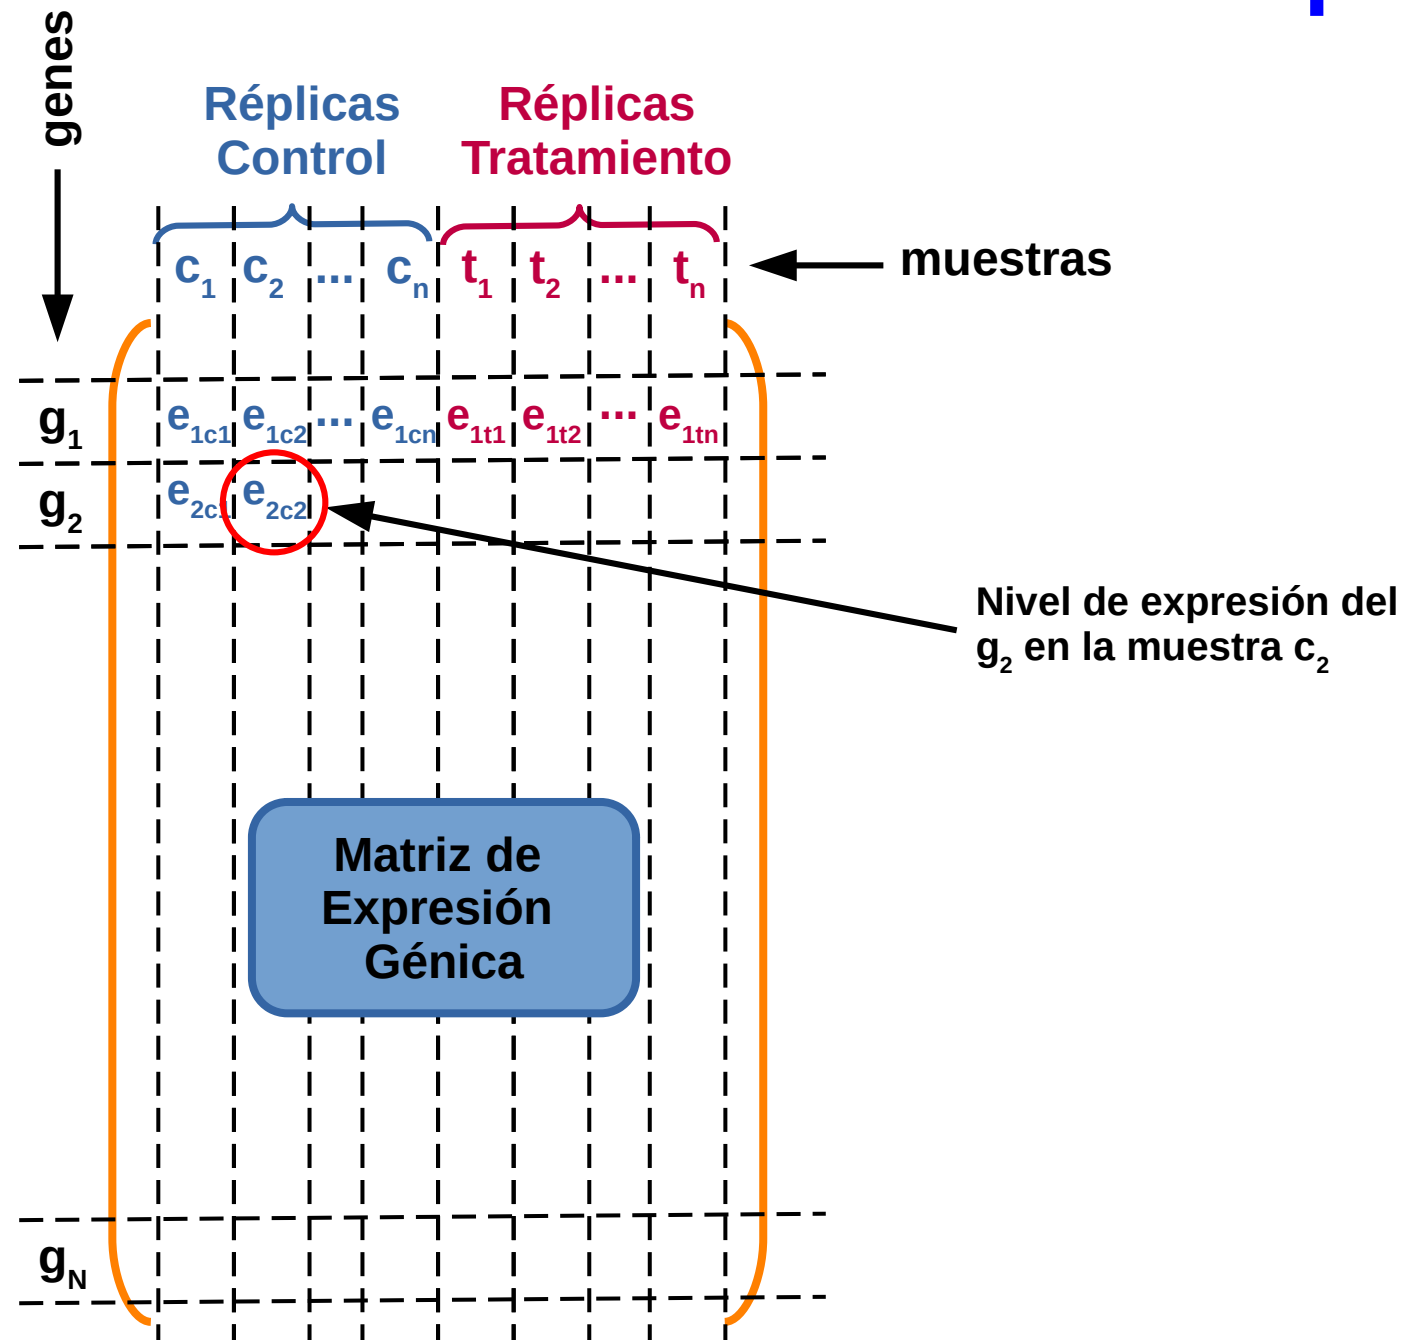 genes
Réplicas
Control
Réplicas
Tratamiento
c1 c2 ... cn t1 t2 ... tn
muestras
g1 e1c1 e1c2 ... e1cn e1t1 e1t2 ... e1tn
g2 e2c1 e2c2
Nivel de expresión del
g2 en la muestra c2
Matriz de
Expresión
Génica
gN